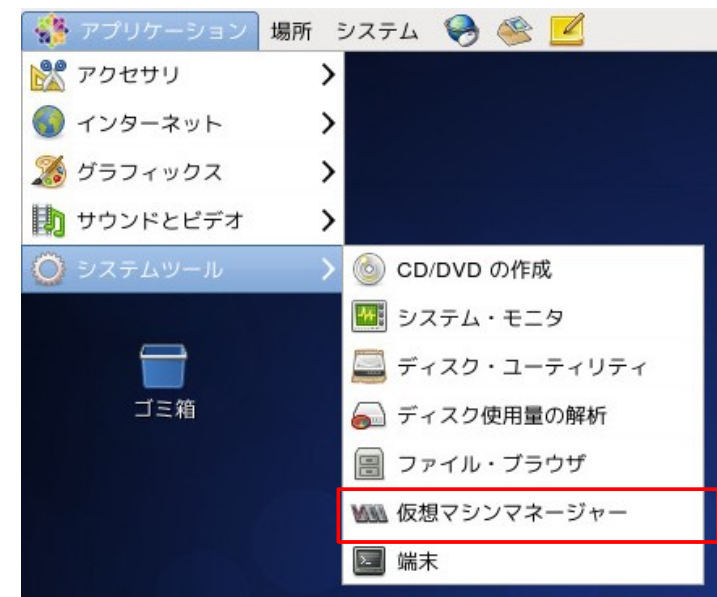 アプリケーション 場所 システム
アクセサリ
インターネット
グラフィックス
サウンドとビデオ
システムツール
CD/DVD の作成
システム・モニタ
ディスク・ユーティリティ
ディスク使用量の解析
ファイル・ブラウザ
仮想マシンマネージャー
端末
ゴミ箱